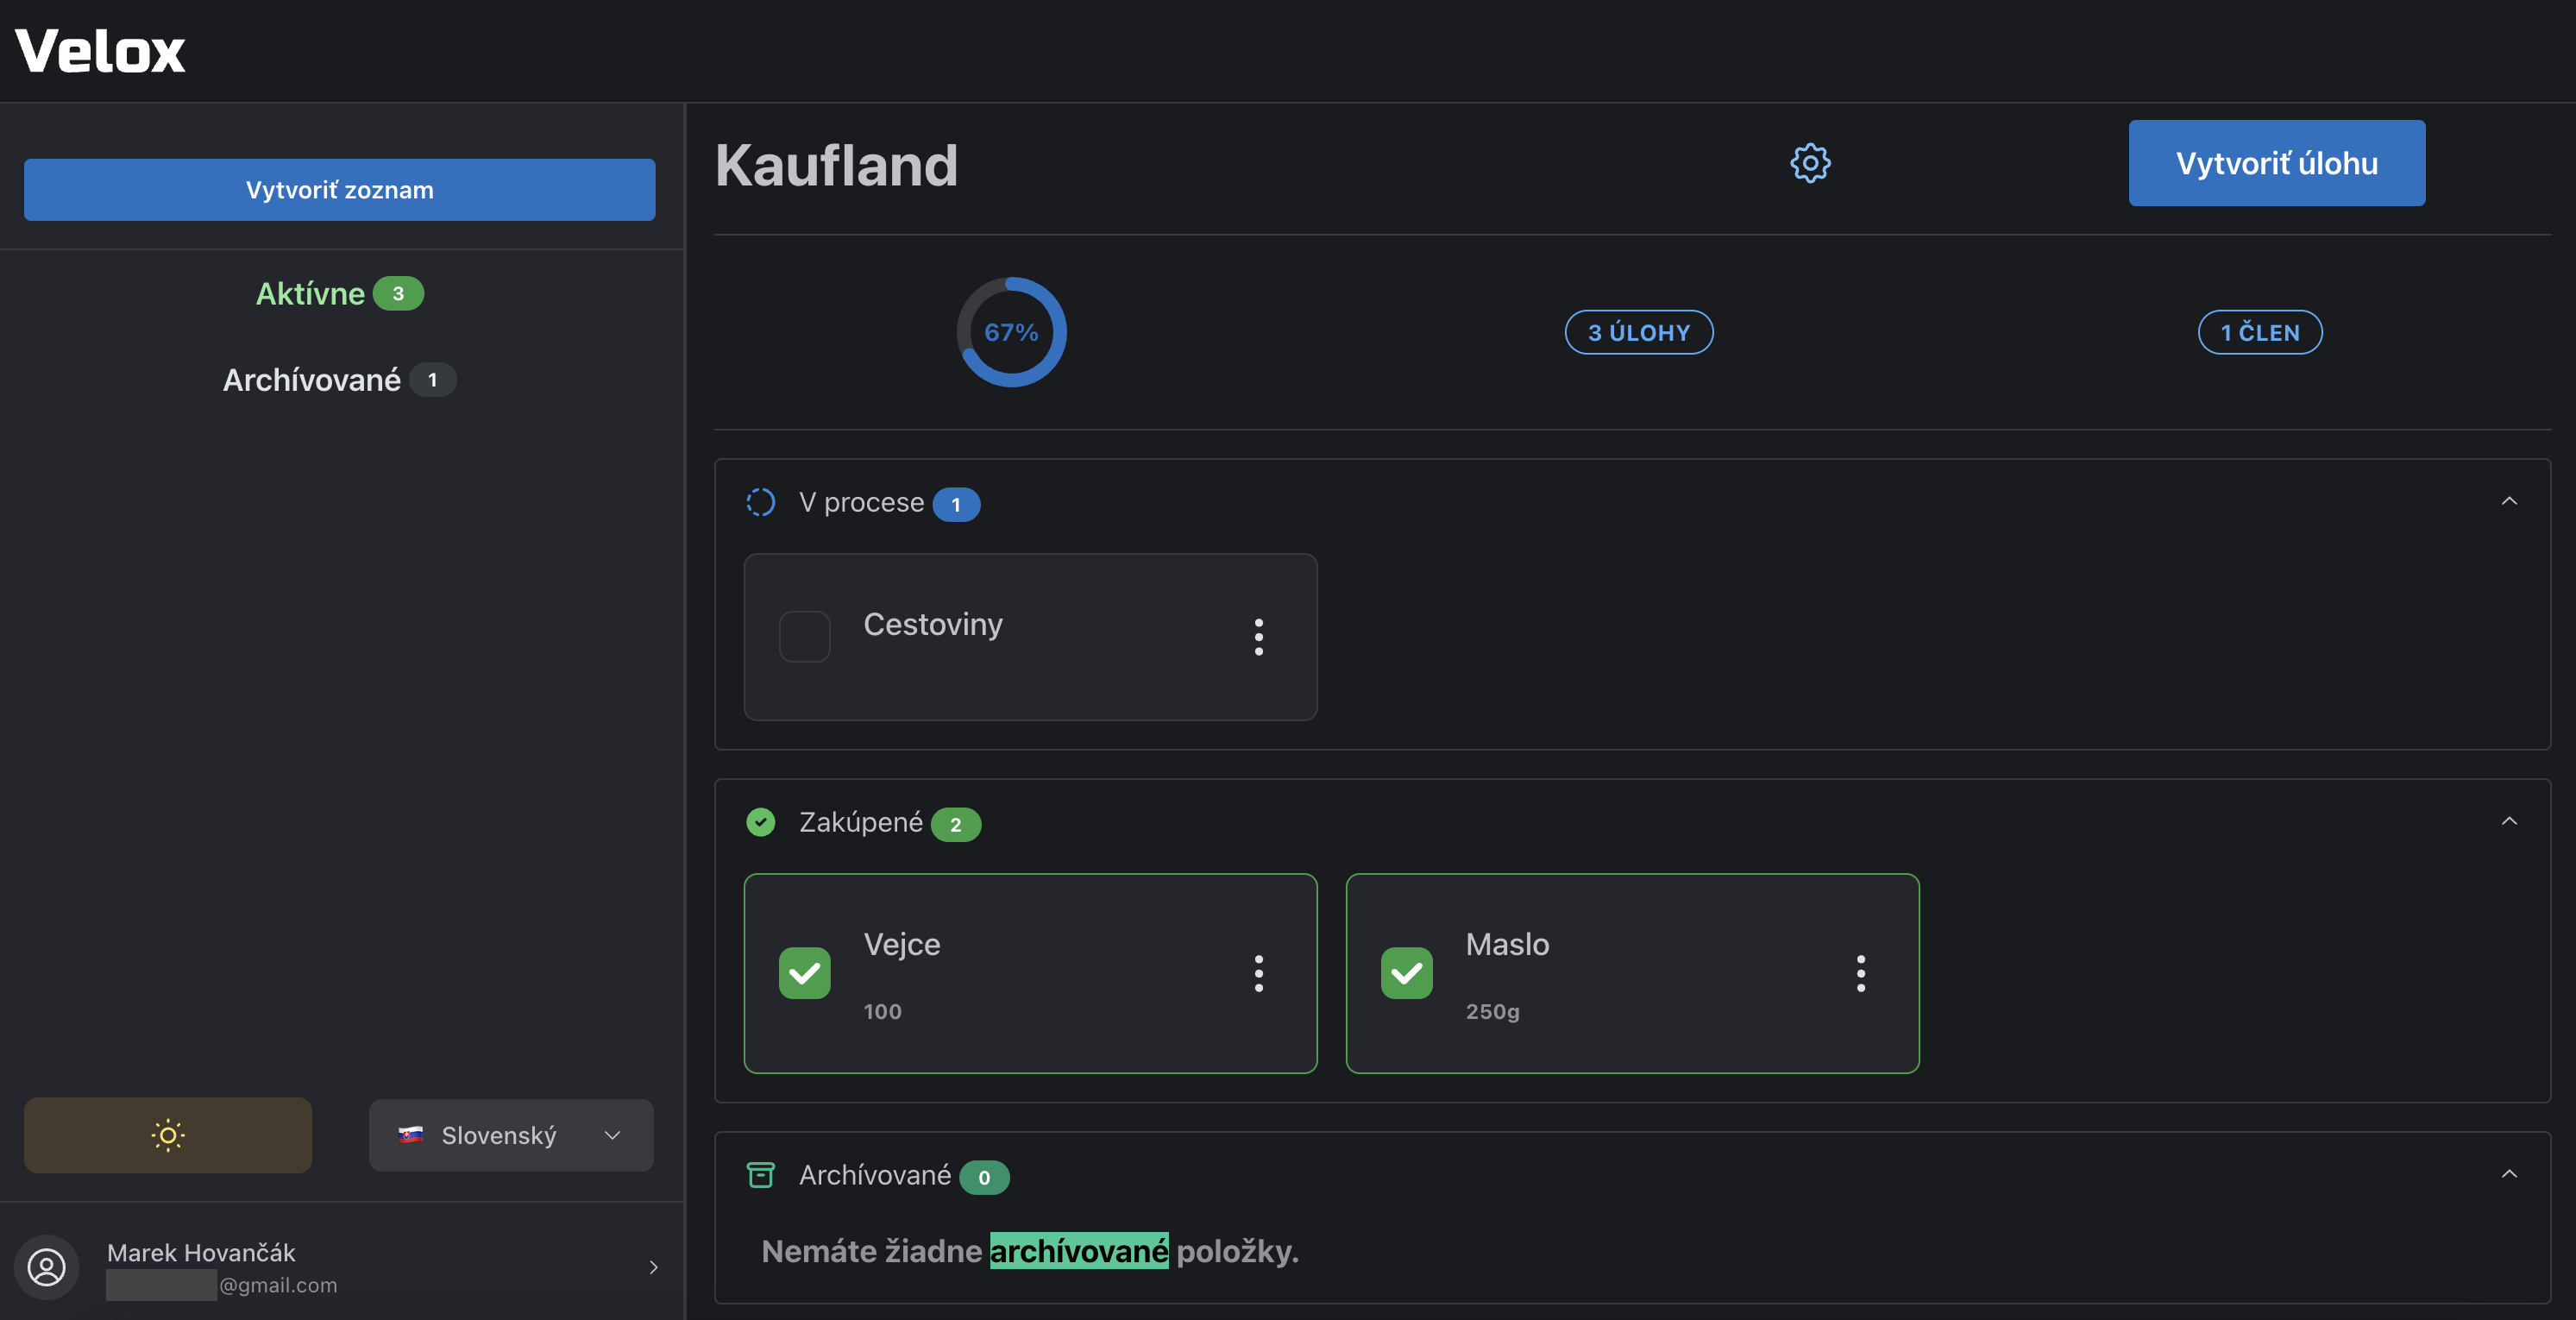 Velox
Vytvoriť zoznam
Aktívne 3
Archívované 1
Slovenský
Marek Hovančák
@gmail.com
Kaufland
Vytvoriť úlohu
67%
3 ÚLOHY
1 ČLEN
V procese 1
Cestoviny
Zakúpené 2
Vejce
100
Maslo
250g
Archívované 0
Nemáte žiadne archívované položky.